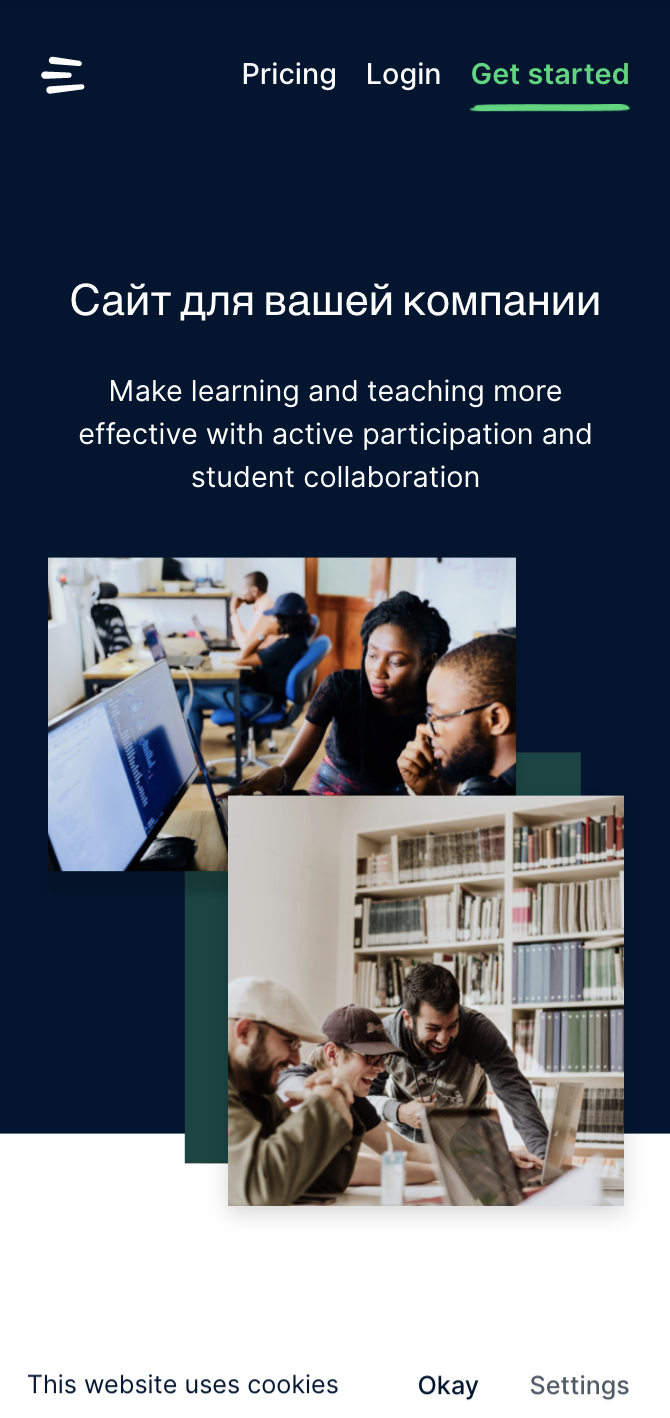 Pricing Login Get started
Сайт для вашей компании
Make learning and teaching more
effective with active participation and
student collaboration
This website uses cookies Okay Settings